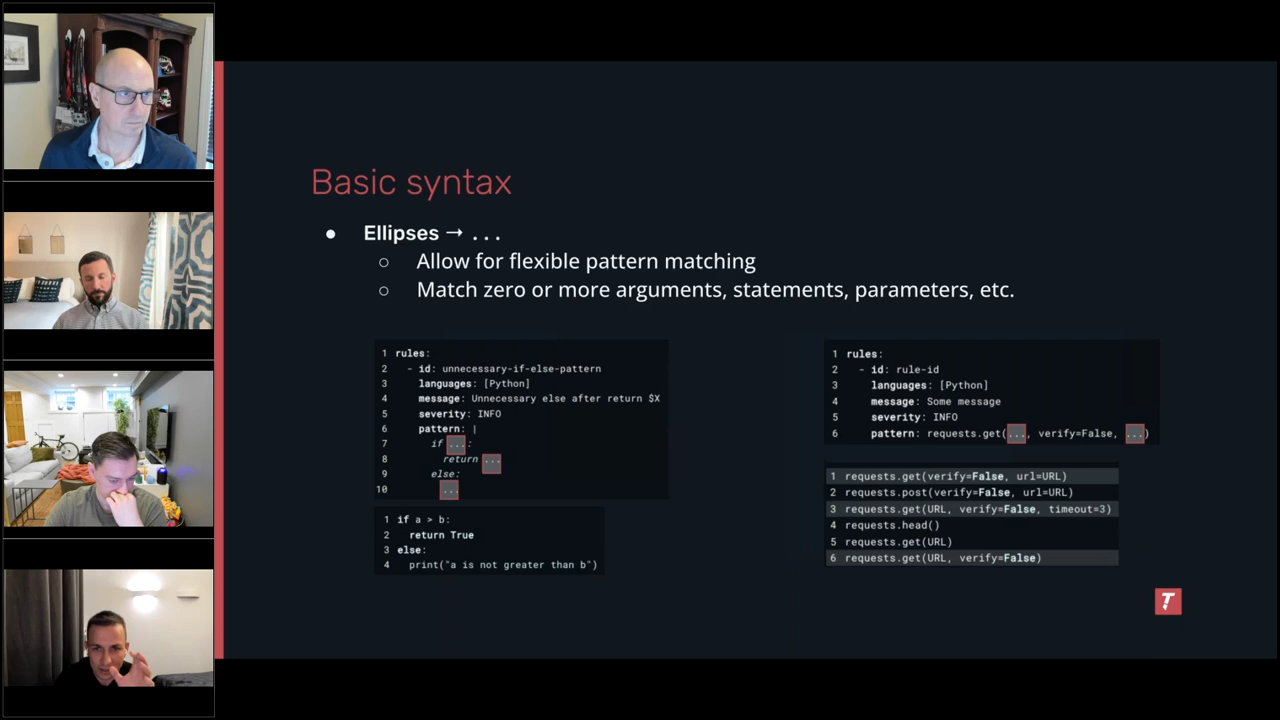 Basic syntax
● Ellipses → ...
○ Allow for flexible pattern matching
○ Match zero or more arguments, statements, parameters, etc.
1 rules:
2 - id: unnecessary-if-else-pattern
3 languages: [Python]
4 message: Unnecessary else after return $X
5 severity: INFO
6 pattern: |
7 if ...:
8 return ...
9 else:
10 ...
1 if a > b:
2 return True
3 else:
4 print("a is not greater than b")
1 rules:
2 - id: rule-id
3 languages: [Python]
4 message: Some message
5 severity: INFO
6 pattern: requests.get(..., verify=False, ...)
1 requests.get(verify=False, url=URL)
2 requests.post(verify=False, url=URL)
3 requests.get(URL, verify=False, timeout=3)
4 requests.head()
5 requests.get(URL)
6 requests.get(URL, verify=False)
T